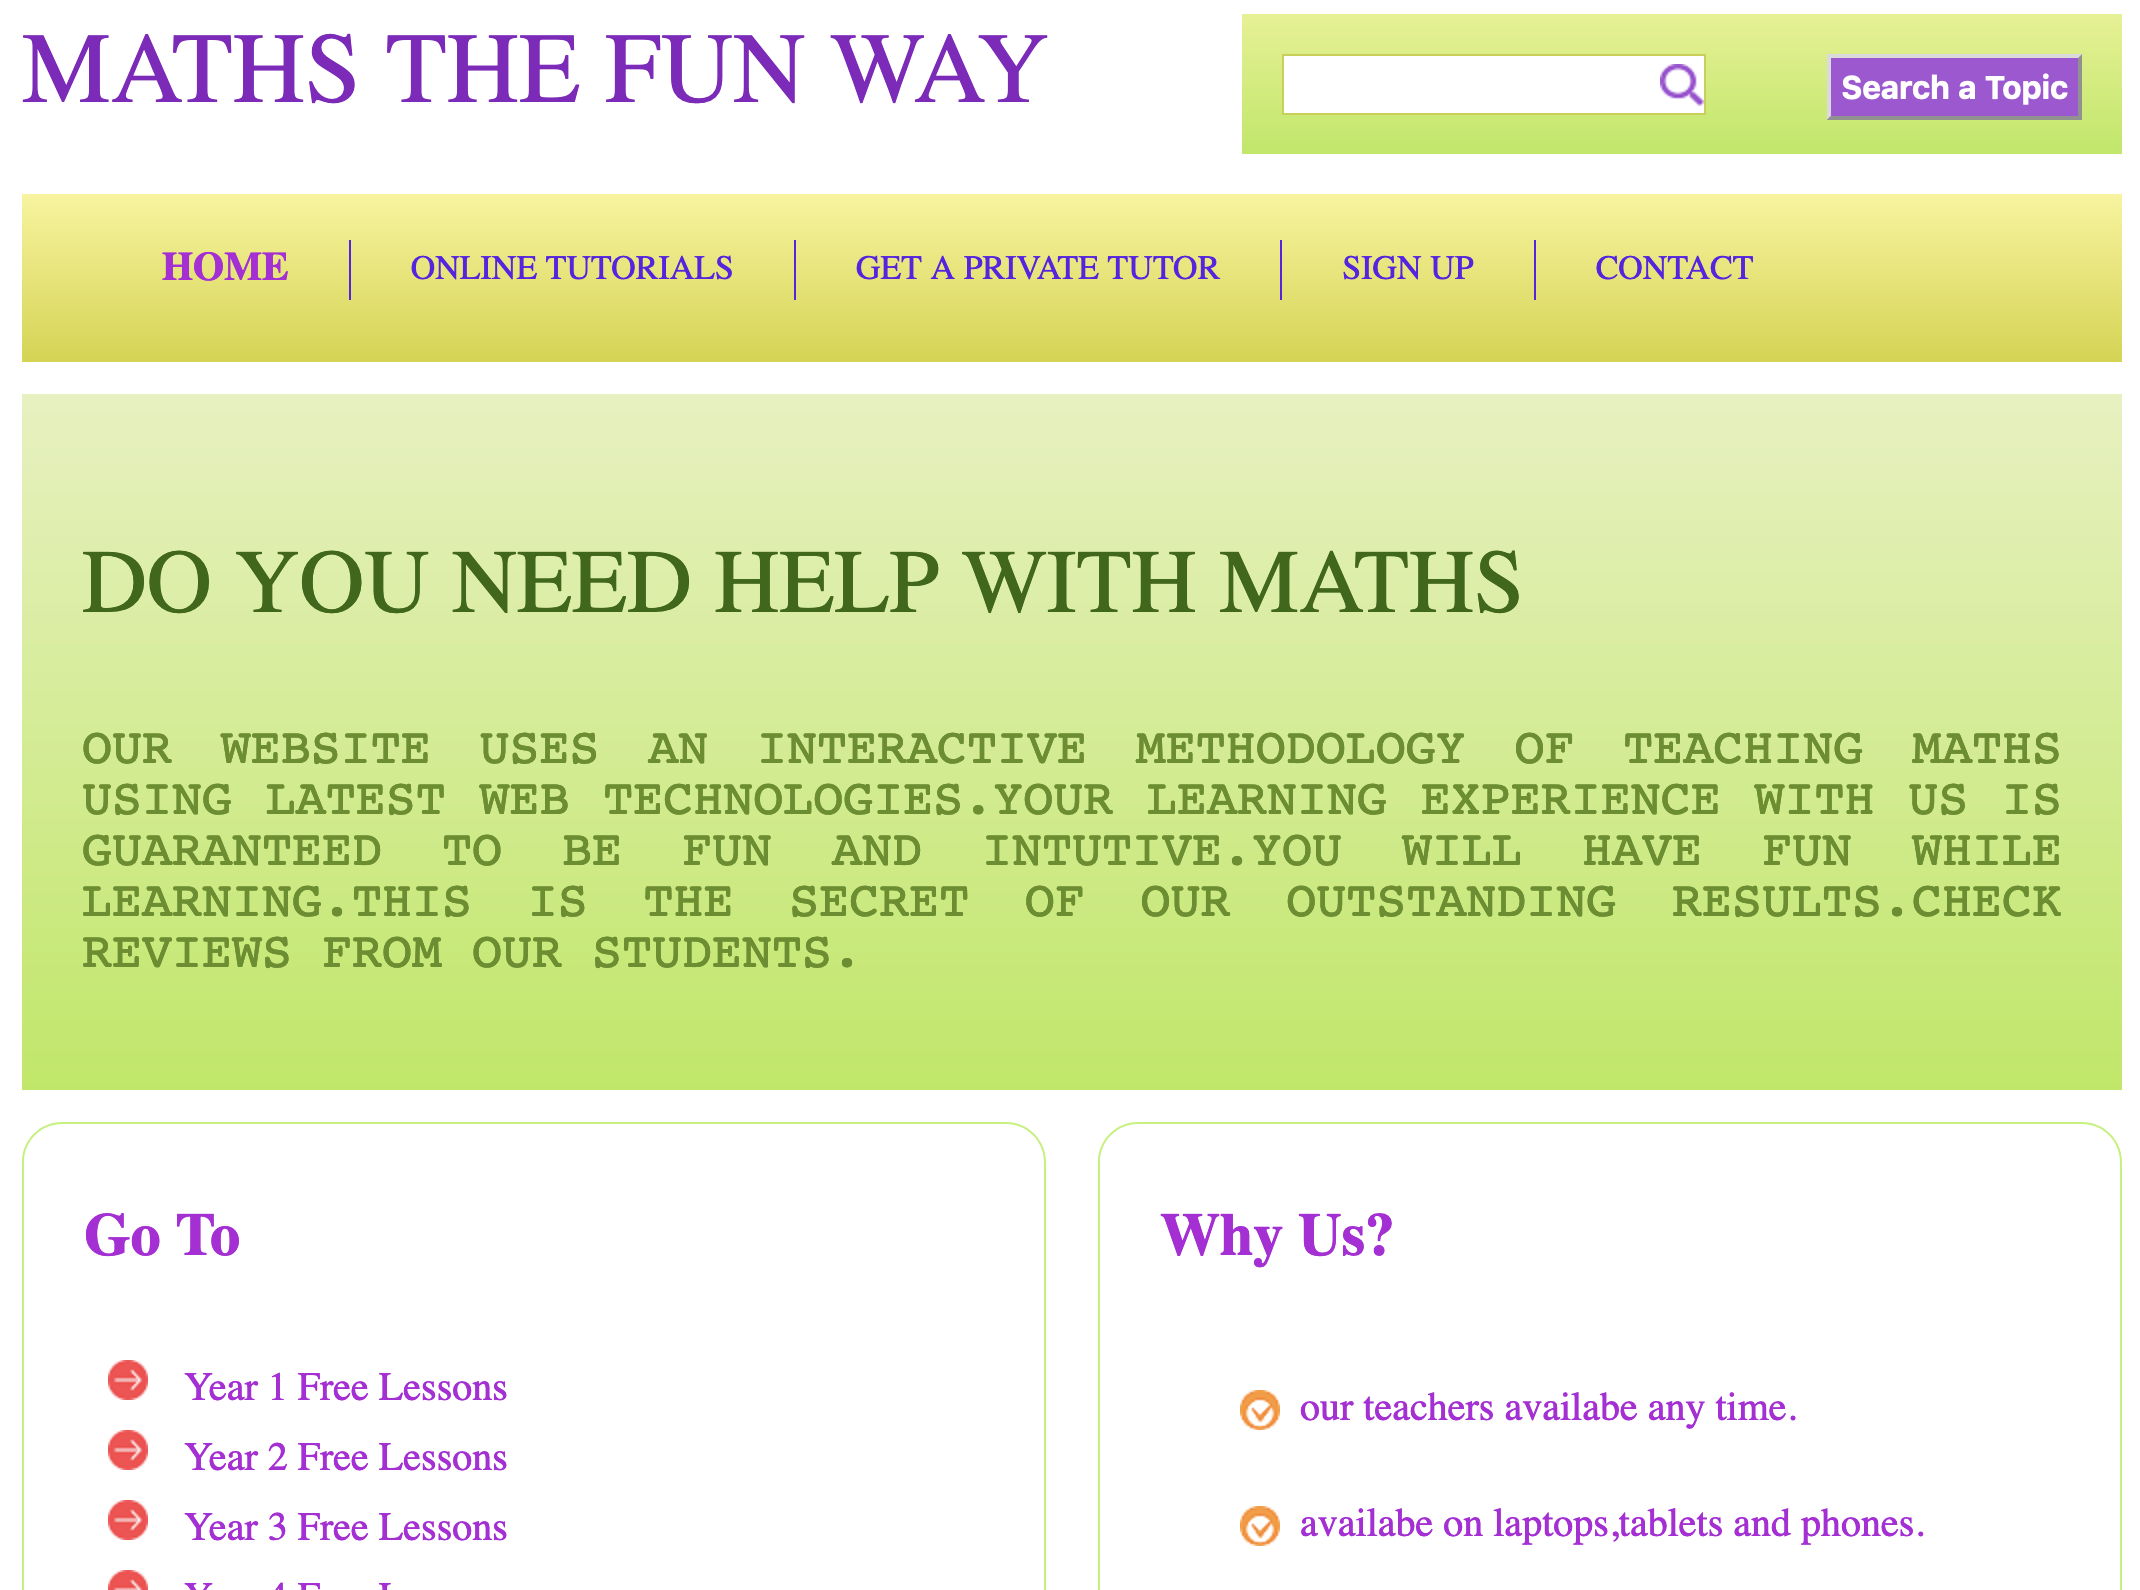 MATHS THE FUN WAY
Search a Topic
HOME
ONLINE TUTORIALS
GET A PRIVATE TUTOR
SIGN UP
CONTACT
DO YOU NEED HELP WITH MATHS
OUR WEBSITE USES AN INTERACTIVE METHODOLOGY OF TEACHING MATHS
USING LATEST WEB TECHNOLOGIES.YOUR LEARNING EXPERIENCE WITH US IS
GUARANTEED TO BE FUN AND INTUTIVE.YOU WILL HAVE FUN WHILE
LEARNING.THIS IS THE SECRET OF OUR OUTSTANDING RESULTS.CHECK
REVIEWS FROM OUR STUDENTS.
Go To
Year 1 Free Lessons
Year 2 Free Lessons
Year 3 Free Lessons
Why Us?
our teachers availabe any time.
availabe on laptops,tablets and phones.